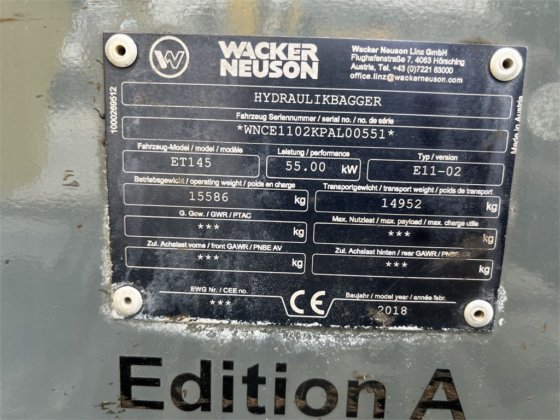 W
WACKER
NEUSON
Wacker Neuson Linz GmbH
Flughafenstraße 7, 4063 Hörsching
Austria, Tel. +43 (0)7221 63000
office.linz@wackerneuson.com
1000289512
HYDRAULIKBAGGER
Fahrzeug Seriennummer / serial no. / no. de série
*WNCE1102KPAL00551*
Fahrzeug-Model / model / modèle
ET145
Leistung / performance
55.00 kW
Typ / version
E11-02
Betriebsgewicht / operating weight / poids en charge
15586 kg
Transportgewicht / transport weight / poids de transport
14952 kg
G. Gew. / GWR / PTAC
*** kg
Max. Nutzlast / max. payload / max. charge utile
*** kg
Zul. Achslast vorne / front GAWR / PNBE AV
*** kg
Zul. Achslast hinten / rear GAWR /
*** kg
EWG Nr. / CEE no.
***
CE
Baujahr / model year / année fabr.
2018
Made in Austria
Edition A